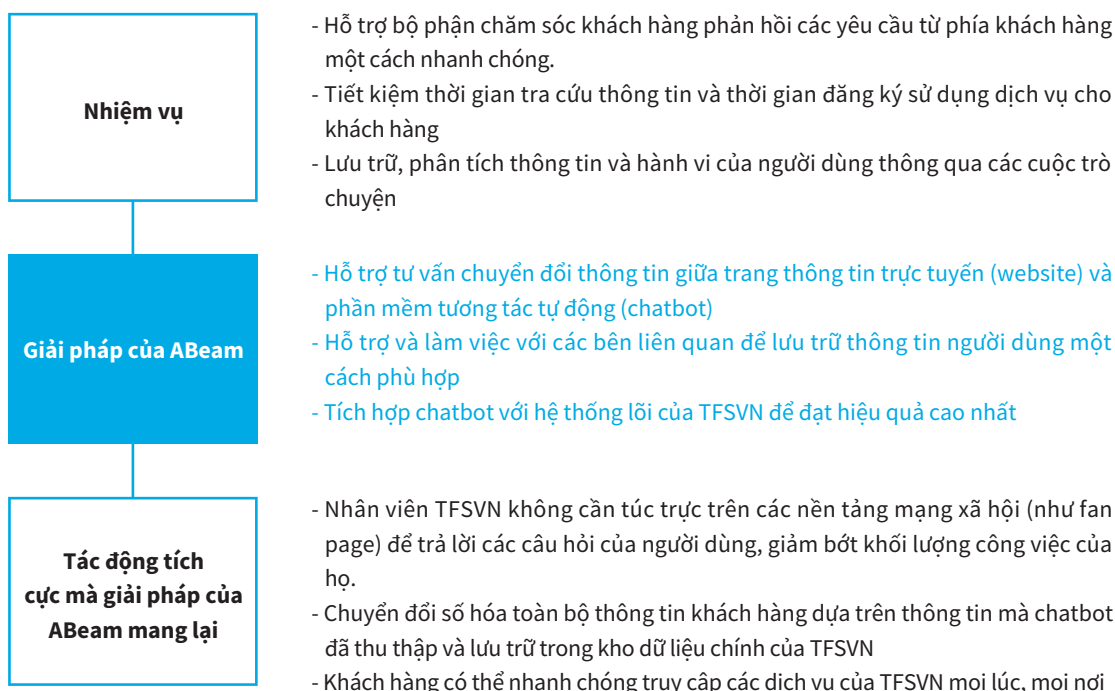 Nhiệm vụ
- Hỗ trợ bộ phận chăm sóc khách hàng phản hồi các yêu cầu từ phía khách hàng
một cách nhanh chóng.
- Tiết kiệm thời gian tra cứu thông tin và thời gian đăng ký sử dụng dịch vụ cho
khách hàng
- Lưu trữ, phân tích thông tin và hành vi của người dùng thông qua các cuộc trò
chuyện
Giải pháp của ABeam
- Hỗ trợ tư vấn chuyển đổi thông tin giữa trang thông tin trực tuyến (website) và
phần mềm tương tác tự động (chatbot)
- Hỗ trợ và làm việc với các bên liên quan để lưu trữ thông tin người dùng một
cách phù hợp
- Tích hợp chatbot với hệ thống lõi của TFSVN để đạt hiệu quả cao nhất
Tác động tích
cực mà giải pháp của
ABeam mang lại
- Nhân viên TFSVN không cần túc trực trên các nền tảng mạng xã hội (như fan
page) để trả lời các câu hỏi của người dùng, giảm bớt khối lượng công việc của
họ.
- Chuyển đổi số hóa toàn bộ thông tin khách hàng dựa trên thông tin mà chatbot
đã thu thập và lưu trữ trong kho dữ liệu chính của TFSVN
- Khách hàng có thể nhanh chóng truy cập các dịch vụ của TFSVN mọi lúc, mọi nơi